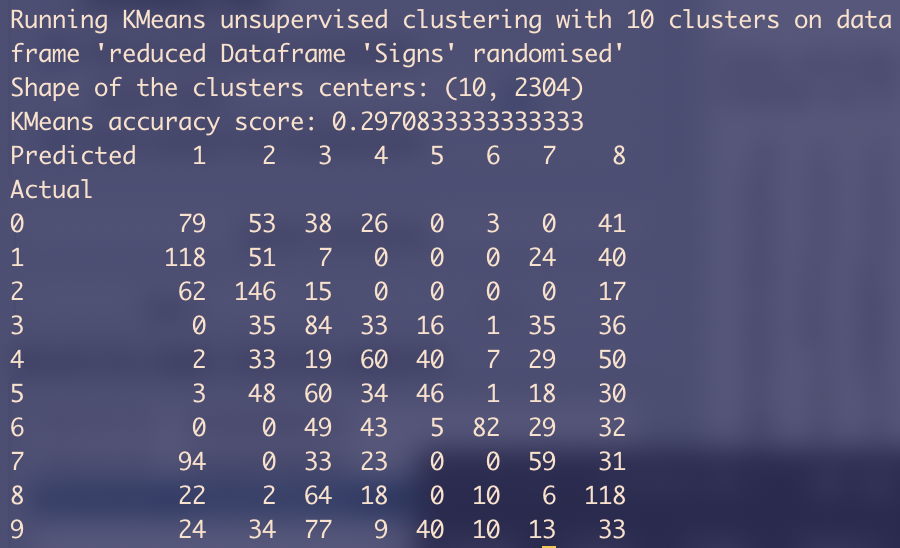 Running KMeans unsupervised clustering with 10 clusters on data
frame 'reduced Dataframe 'Signs' randomised'
Shape of the clusters centers: (10, 2304)
KMeans accuracy score: 0.2970833333333333
Predicted 1 2 3 4 5 6 7 8
Actual
0 79 53 38 26 0 3 0 41
1 118 51 7 0 0 0 24 40
2 62 146 15 0 0 0 0 17
3 0 35 84 33 16 1 35 36
4 2 33 19 60 40 7 29 50
5 3 48 60 34 46 1 18 30
6 0 0 49 43 5 82 29 32
7 94 0 33 23 0 0 59 31
8 22 2 64 18 0 10 6 118
9 24 34 77 9 40 10 13 33